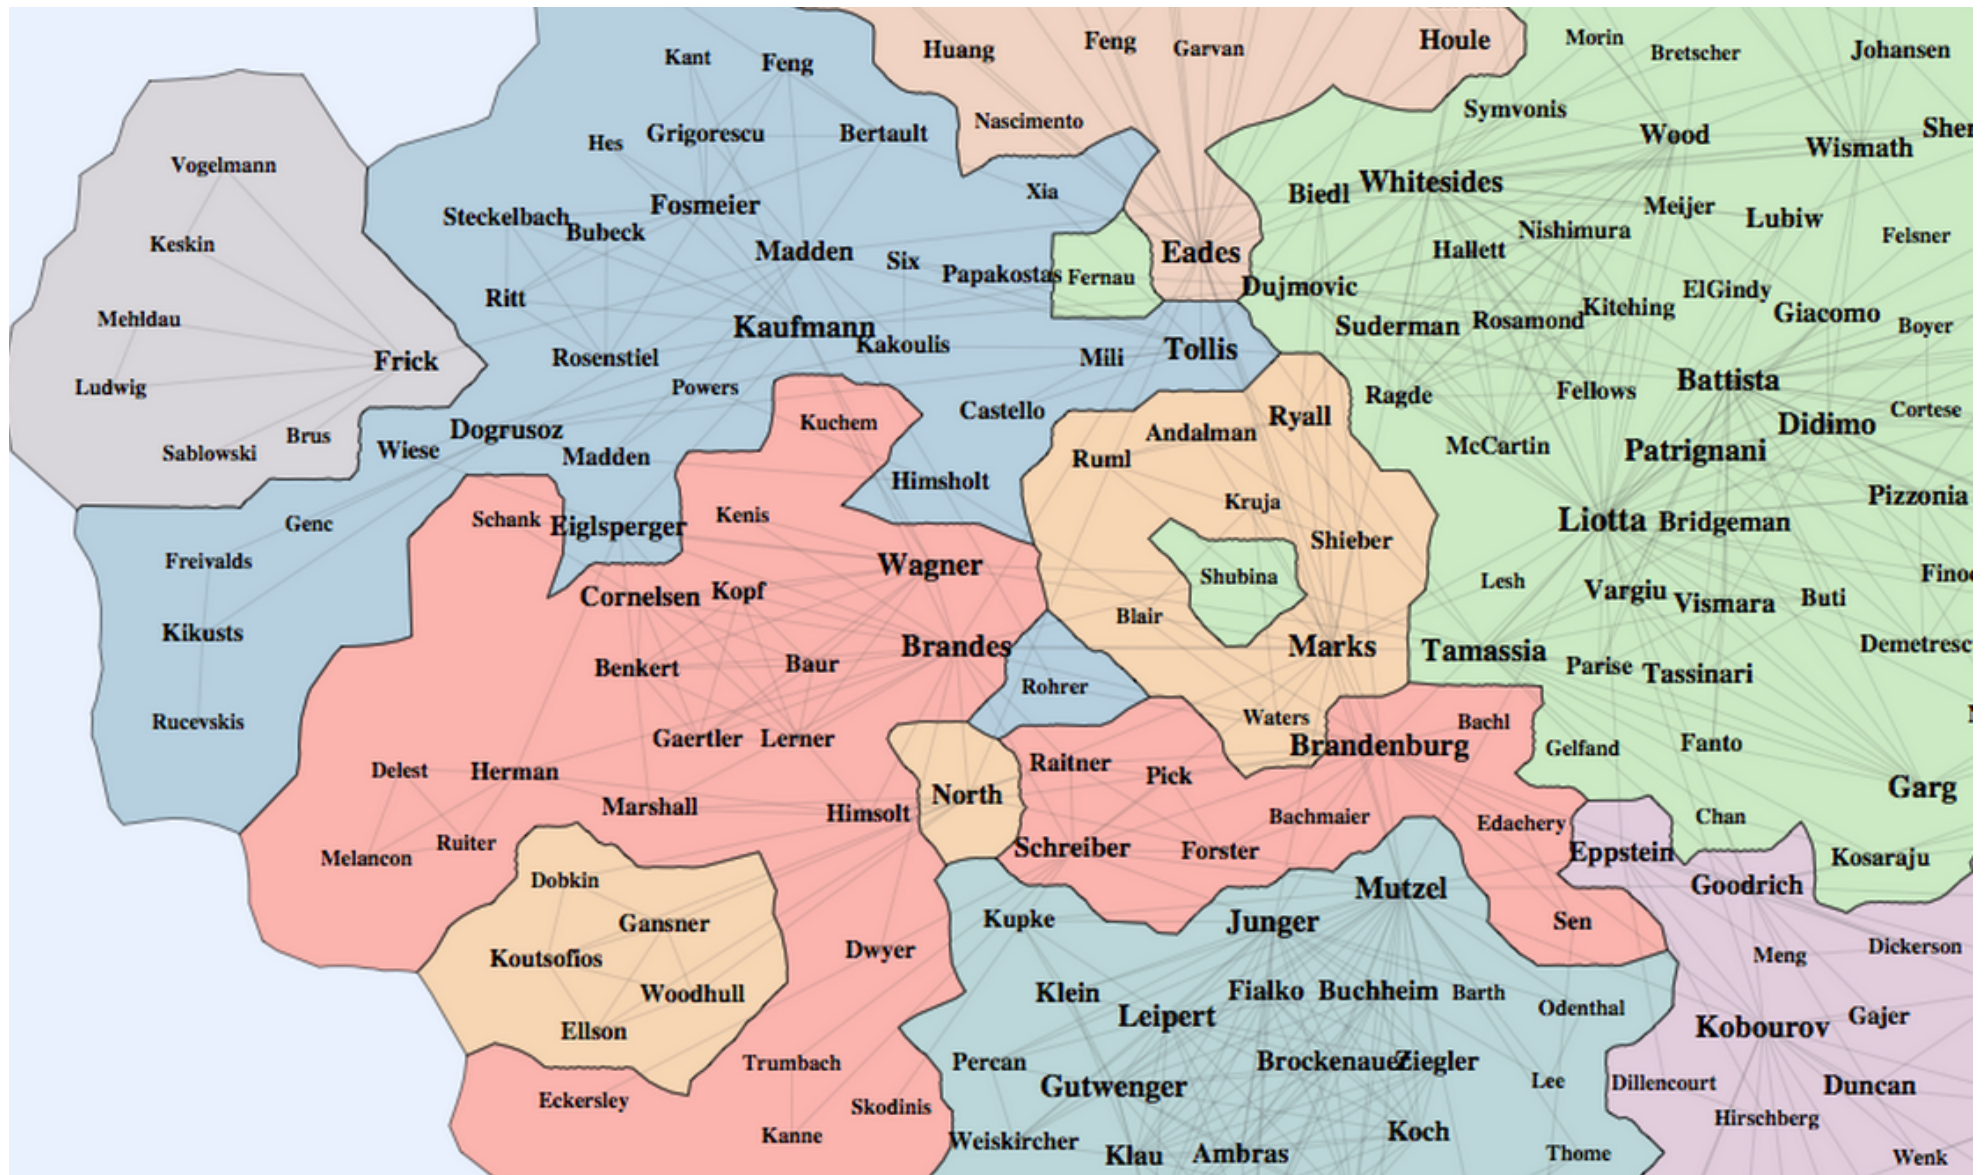 Kant
Feng
Huang
Feng
Garvan
Houle
Morin
Bretscher
Johansen
Hes
Grigorescu
Bertault
Nascimento
Symvonis
Wood
Wismath
Vogelmann
Xia
Biedl
Whitesides
Meijer
Lubiw
Felsner
Steckelbach
Bubeck
Fosmeier
Keskin
Madden
Six
Papakostas
Fernau
Eades
Dujmovic
Hallett
Nishimura
Ritt
ElGindy
Kitching
Giacomo
Boyer
Mehldau
Kaufmann
Kakoulis
Suderman
Rosamond
Frick
Rosenstiel
Mili
Tollis
Ludwig
Powers
Ragde
Fellows
Battista
Cortese
Didimo
Castello
Kuchem
Andalman
Ryall
Sablowski
Brus
Wiese
Dogrusoz
Madden
Ruml
McCartin
Patrignani
Himsholt
Kruja
Pizzonia
Genc
Schank
Eiglsperger
Kenis
Shieber
Liotta
Bridgeman
Freivalds
Wagner
Shubina
Lesh
Cornelsen
Kopf
Vargiu
Vismara
Buti
Blair
Kikusts
Brandes
Marks
Tamassia
Parise
Tassinari
Benkert
Baur
Rohrer
Rucevskis
Gaertler
Lerner
Waters
Bachl
Brandenburg
Gelfand
Fanto
Delest
Herman
Raitner
Pick
Garg
Marshall
Himsolt
North
Bachmaier
Edachery
Chan
Melancon
Ruiter
Schreiber
Forster
Eppstein
Kosaraju
Dobkin
Mutzel
Goodrich
Gansner
Kupke
Junger
Sen
Koutsofios
Dwyer
Meng
Dickerson
Woodhull
Klein
Fialko
Buchheim
Barth
Odenthal
Ellson
Leipert
Kobourov
Gajer
Trumbach
Percan
Brockenauer
Ziegler
Eckersley
Gutwenger
Lee
Dillencourt
Duncan
Skodinis
Hirschberg
Kanne
Weiskircher
Koch
Klau
Ambras
Thome
Wenk